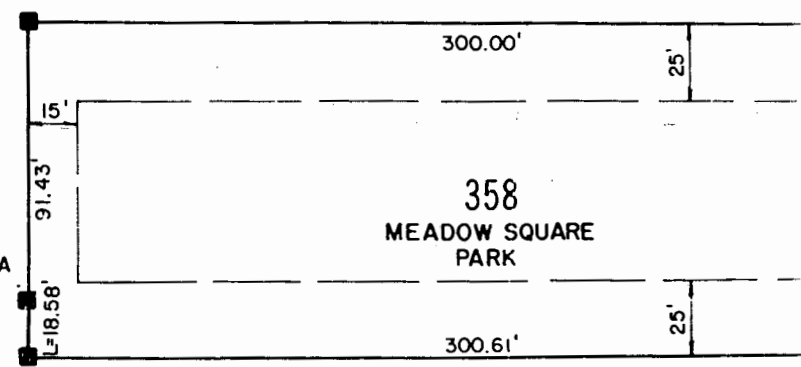 300.00'
25'
15'
91.43'
358
MEADOW SQUARE
PARK
A
L=18.58'
25'
300.61'